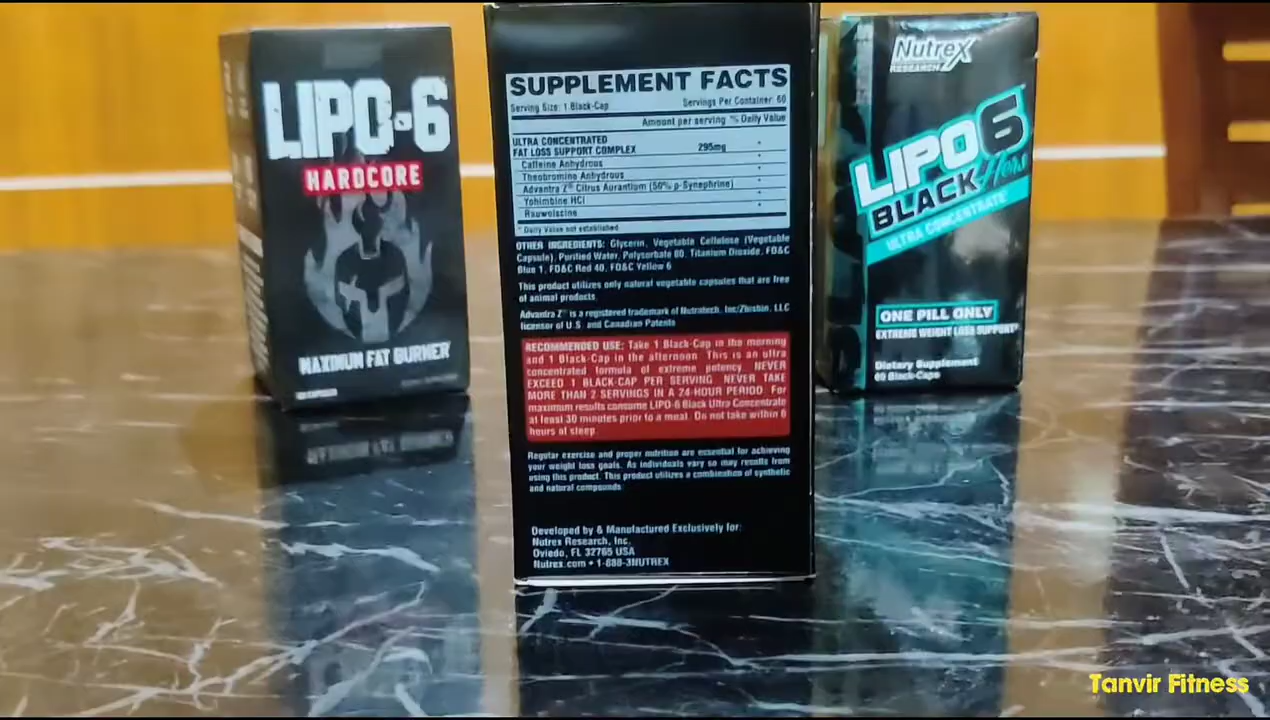 LIPO-6
HARDCORE
MAXIMUM FAT BURNER
SUPPLEMENT FACTS
Serving Size: 1 Black-Cap Servings Per Container: 60
Amount per serving % Daily Value
ULTRA CONCENTRATED
FAT LOSS SUPPORT COMPLEX 295mg *
Caffeine Anhydrous *
Theobromine Anhydrous *
Advantra Z® Citrus Aurantium (50% p-Synephrine) *
Yohimbine HCl *
Rauwolscine
* Daily Value not established
OTHER INGREDIENTS: Glycerin, Vegetable Cellulose (Vegetable
Capsule), Purified Water, Polysorbate 80, Titanium Dioxide, FD&C
Blue 1, FD&C Red 40, FD&C Yellow 6
This product utilizes only natural vegetable capsules that are free
of animal products.
Advantra Z® is a registered trademark of Nutratech, Inc/Zhishin, LLC
licensor of U.S. and Canadian Patents
RECOMMENDED USE: Take 1 Black-Cap in the morning
and 1 Black-Cap in the afternoon. This is an ultra
concentrated formula of extreme potency. NEVER
EXCEED 1 BLACK-CAP PER SERVING. NEVER TAKE
MORE THAN 2 SERVINGS IN A 24-HOUR PERIOD. For
maximum results consume LIPO-6 Black Ultra Concentrate
at least 30 minutes prior to a meal. Do not take within 6
hours of sleep.
Regular exercise and proper nutrition are essential for achieving
your weight loss goals. As individuals vary so may results from
using this product. This product utilizes a combination of synthetic
and natural compounds.
Developed by & Manufactured Exclusively for:
Nutrex Research, Inc.
Oviedo, FL 32765 USA
Nutrex.com • 1-888-3NUTREX
Nutrex
RESEARCH
LIPO6
BLACK Hers
ULTRA CONCENTRATE
ONE PILL ONLY
EXTREME WEIGHT LOSS SUPPORT*
Dietary Supplement
60 Black-Caps
Tanvir Fitness